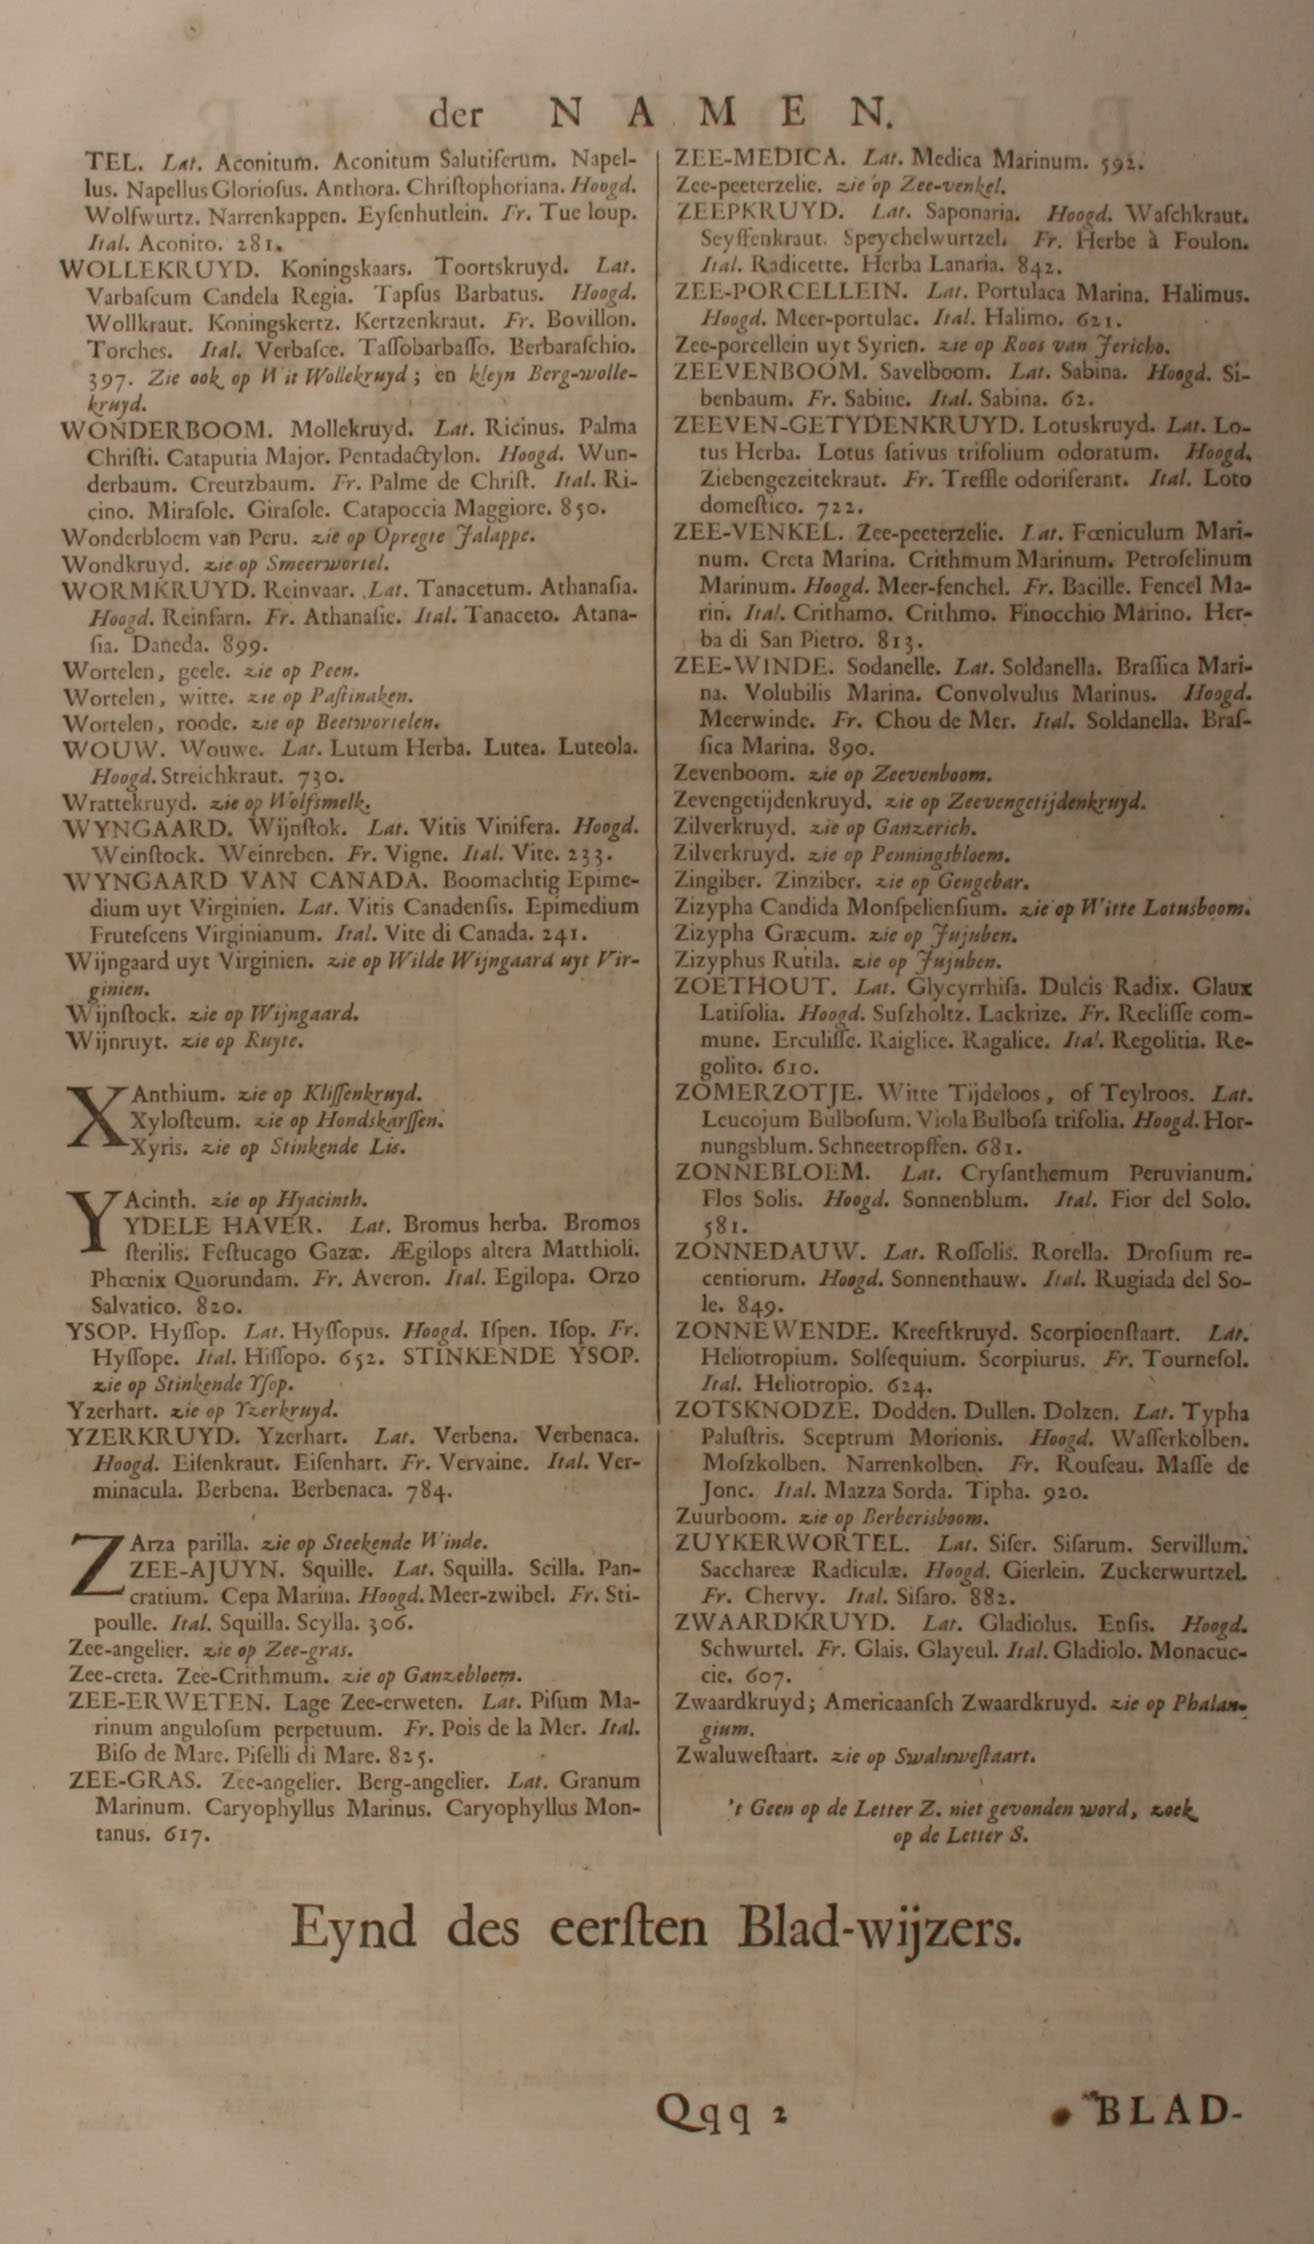 der NAMEN.
TEL. Lat. Aconitum. Aconitum Salutiferum. Napel-
lus. Napellus Gloriosus. Anthora. Christophoriana. Hoogd.
Wolfwurtz. Narrenkappen. Eysenhutlein. Fr. Tue loup.
Ital. Aconito. 281.
WOLLEKRUYD. Koningskaars. Toortskruyd. Lat.
Varbaſcum Candela Regia. Tapſus Barbatus. Hoogd.
Wollkraut. Koningskertz. Kertzenkraut. Fr. Bovillon.
Torches. Ital. Verbaſce. Taſſobarbaſſo. Berbaraſchio.
397. Zie ook op Wit Wollekruyd; en kleyn Berg-wolle-
kruyd.
WONDERBOOM. Mollekruyd. Lat. Ricinus. Palma
Chriſti. Cataputia Major. Pentadactylon. Hoogd. Wun-
derbaum. Creutzbaum. Fr. Palme de Chriſt. Ital. Ri-
cino. Miraſole. Giraſole. Catapoccia Maggiore. 850.
Wonderbloem van Peru. zie op Opregte Jalappe.
Wondkruyd. zie op Smeerwortel.
WORMKRUYD. Reinvaar. Lat. Tanacetum. Athanaſia.
Hoogd. Reinfarn. Fr. Athanaſie. Ital. Tanaceto. Atana-
ſia. Daneda. 899.
Wortelen, geele. zie op Peen.
Wortelen, witte. zie op Paſtinaken.
Wortelen, roode. zie op Beetwortelen.
WOUW. Wouwe. Lat. Lutum Herba. Lutea. Luteola.
Hoogd. Streichkraut. 730.
Wrattekruyd. zie op Wolfsmelk.
WYNGAARD. Wijnſtok. Lat. Vitis Vinifera. Hoogd.
Weinſtock. Weinreben. Fr. Vigne. Ital. Vite. 233.
WYNGAARD VAN CANADA. Boomachtig Epime-
dium uyt Virginien. Lat. Vitis Canadenſis. Epimedium
Fruteſcens Virginianum. Ital. Vite di Canada. 241.
Wijngaard uyt Virginien. zie op Wilde Wijngaard uyt Vir-
ginien.
Wijnſtock. zie op Wijngaard.
Wijnruyt. zie op Ruyte.
XAnthium. zie op Kliſſenkruyd.
Xyloſteum. zie op Hondskarſſen.
Xyris. zie op Stinkende Lis.
YAcinth. zie op Hyacinth.
YDELE HAVER. Lat. Bromus herba. Bromos
ſterilis. Feſtucago Gazæ. Ægilops altera Matthioli.
Phœnix Quorundam. Fr. Averon. Ital. Egilopa. Orzo
Salvatico. 820.
YSOP. Hyſſop. Lat. Hyſſopus. Hoogd. Iſpen. Iſop. Fr.
Hyſſope. Ital. Hiſſopo. 652. STINKENDE YSOP.
zie op Stinkende Yſop.
Yzerhart. zie op Yzerkruyd.
YZERKRUYD. Yzerhart. Lat. Verbena. Verbenaca.
Hoogd. Eiſenkraut. Eiſenhart. Fr. Vervaine. Ital. Ver-
minacula. Berbena. Berbenaca. 784.
ZArza parilla. zie op Steekende Winde.
ZEE-AJUYN. Squille. Lat. Squilla. Scilla. Pan-
cratium. Cepa Marina. Hoogd. Meer-zwibel. Fr. Sti-
poulle. Ital. Squilla. Scylla. 306.
Zee-angelier. zie op Zee-gras.
Zee-creta. Zee-Crithmum. zie op Ganzebloem.
ZEE-ERWETEN. Lage Zee-erweten. Lat. Piſum Ma-
rinum anguloſum perpetuum. Fr. Pois de la Mer. Ital.
Biſo de Mare. Piſelli di Mare. 825.
ZEE-GRAS. Zee-angelier. Berg-angelier. Lat. Granum
Marinum. Caryophyllus Marinus. Caryophyllus Mon-
tanus. 617.
ZEE-MEDICA. Lat. Medica Marinum. 592.
Zee-peeterzelie. zie op Zee-venkel.
ZEEPKRUYD. Lat. Saponaria. Hoogd. Waſchkraut.
Seyffenkraut. Speychelwurtzel. Fr. Herbe à Foulon.
Ital. Radicette. Herba Lanaria. 842.
ZEE-PORCELLEIN. Lat. Portulaca Marina. Halimus.
Hoogd. Meer-portulac. Ital. Halimo. 621.
Zee-porcellein uyt Syrien. zie op Roos van Jericho.
ZEEVENBOOM. Savelboom. Lat. Sabina. Hoogd. Si-
benbaum. Fr. Sabine. Ital. Sabina. 62.
ZEEVEN-GETYDENKRUYD. Lotuskruyd. Lat. Lo-
tus Herba. Lotus ſativus trifolium odoratum. Hoogd.
Ziebengezeitekraut. Fr. Treffle odoriferant. Ital. Loto
domeſtico. 722.
ZEE-VENKEL. Zee-peeterzelie. Lat. Fœniculum Mari-
num. Creta Marina. Crithmum Marinum. Petroſelinum
Marinum. Hoogd. Meer-fenchel. Fr. Bacille. Fencel Ma-
rin. Ital. Crithamo. Crithmo. Finocchio Marino. Her-
ba di San Pietro. 813.
ZEE-WINDE. Sodanelle. Lat. Soldanella. Braſſica Mari-
na. Volubilis Marina. Convolvulus Marinus. Hoogd.
Meerwinde. Fr. Chou de Mer. Ital. Soldanella. Braſ-
ſica Marina. 890.
Zevenboom. zie op Zeevenboom.
Zevengetijdenkruyd. zie op Zeevengetijdenkruyd.
Zilverkruyd. zie op Ganzerich.
Zilverkruyd. zie op Penningsbloem.
Zingiber. Zinziber. zie op Gengebar.
Zizypha Candida Monſpelienſium. zie op Witte Lotusboom.
Zizypha Græcum. zie op Jujuben.
Zizyphus Rutila. zie op Jujuben.
ZOETHOUT. Lat. Glycyrrhiſa. Dulcis Radix. Glaux
Latifolia. Hoogd. Suſzholtz. Lackrize. Fr. Recliſſe com-
mune. Erculiſſe. Raiglice. Ragalice. Ital. Regolitia. Re-
golito. 610.
ZOMERZOTJE. Witte Tijdeloos, of Teylroos. Lat.
Leucojum Bulboſum. Viola Bulboſa trifolia. Hoogd. Hor-
nungsblum. Schneetropffen. 681.
ZONNEBLOEM. Lat. Cryſanthemum Peruvianum.
Flos Solis. Hoogd. Sonnenblum. Ital. Fior del Solo.
581.
ZONNEDAUW. Lat. Roſſolis. Rorella. Droſium re-
centiorum. Hoogd. Sonnenthauw. Ital. Rugiada del So-
le. 849.
ZONNEWENDE. Kreeftkruyd. Scorpioenſtaart. Lat.
Heliotropium. Solſequium. Scorpiurus. Fr. Tourneſol.
Ital. Heliotropio. 624.
ZOTSKNODZE. Dodden. Dullen. Dolzen. Lat. Typha
Paluſtris. Sceptrum Morionis. Hoogd. Waſſerkolben.
Moſzkolben. Narrenkolben. Fr. Rouſeau. Maſſe de
Jonc. Ital. Mazza Sorda. Tipha. 920.
Zuurboom. zie op Berberisboom.
ZUYKERWORTEL. Lat. Siſer. Siſarum. Servillum.
Sacchareæ Radiculæ. Hoogd. Gierlein. Zuckerwurtzel.
Fr. Chervy. Ital. Siſaro. 882.
ZWAARDKRUYD. Lat. Gladiolus. Enſis. Hoogd.
Schwurtel. Fr. Glais. Glayeul. Ital. Gladiolo. Monacuc-
cie. 607.
Zwaardkruyd; Americaanſch Zwaardkruyd. zie op Phalan-
gium.
Zwaluweſtaart. zie op Swaluweſtaart.
't Geen op de Letter Z. niet gevonden word, zoek
op de Letter S.
Eynd des eerſten Blad-wijzers.
Qqq 2
BLAD-